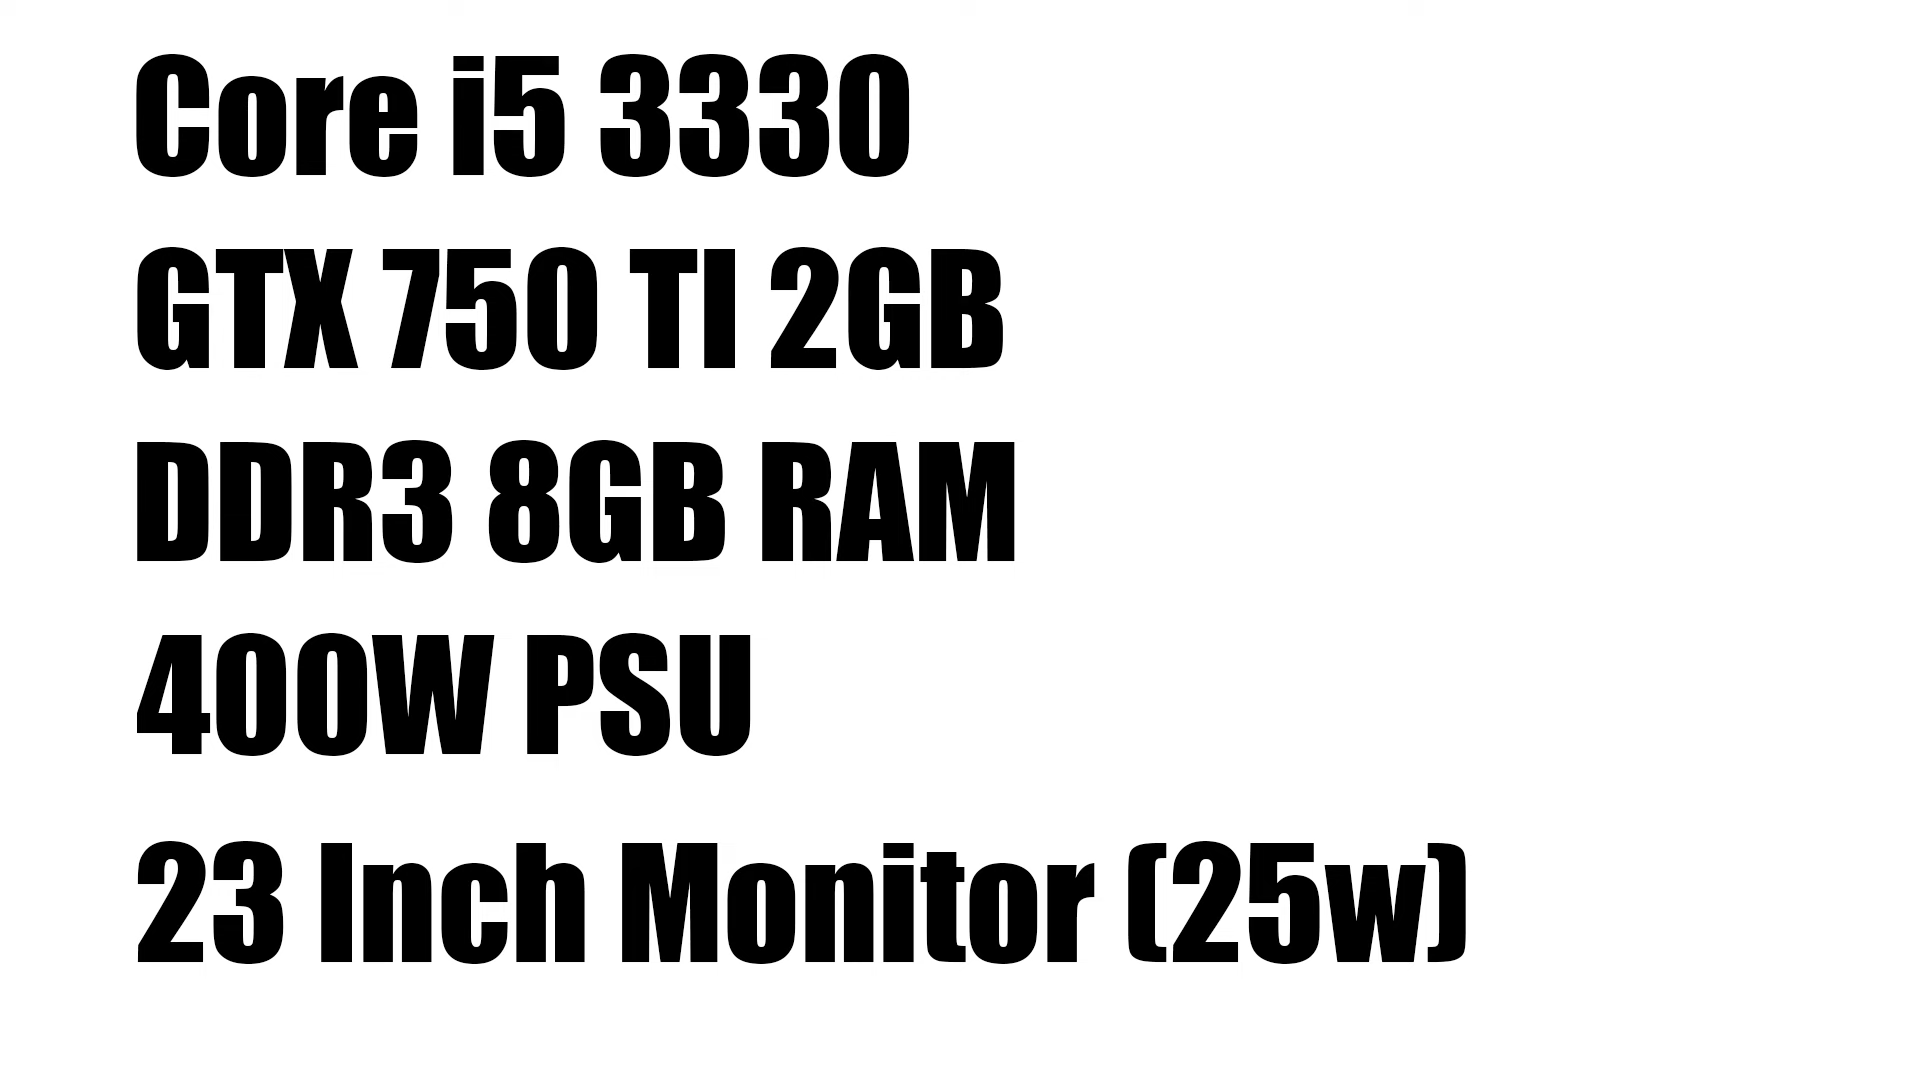 Core i5 3330
GTX 750 TI 2GB
DDR3 8GB RAM
400W PSU
23 Inch Monitor (25w)